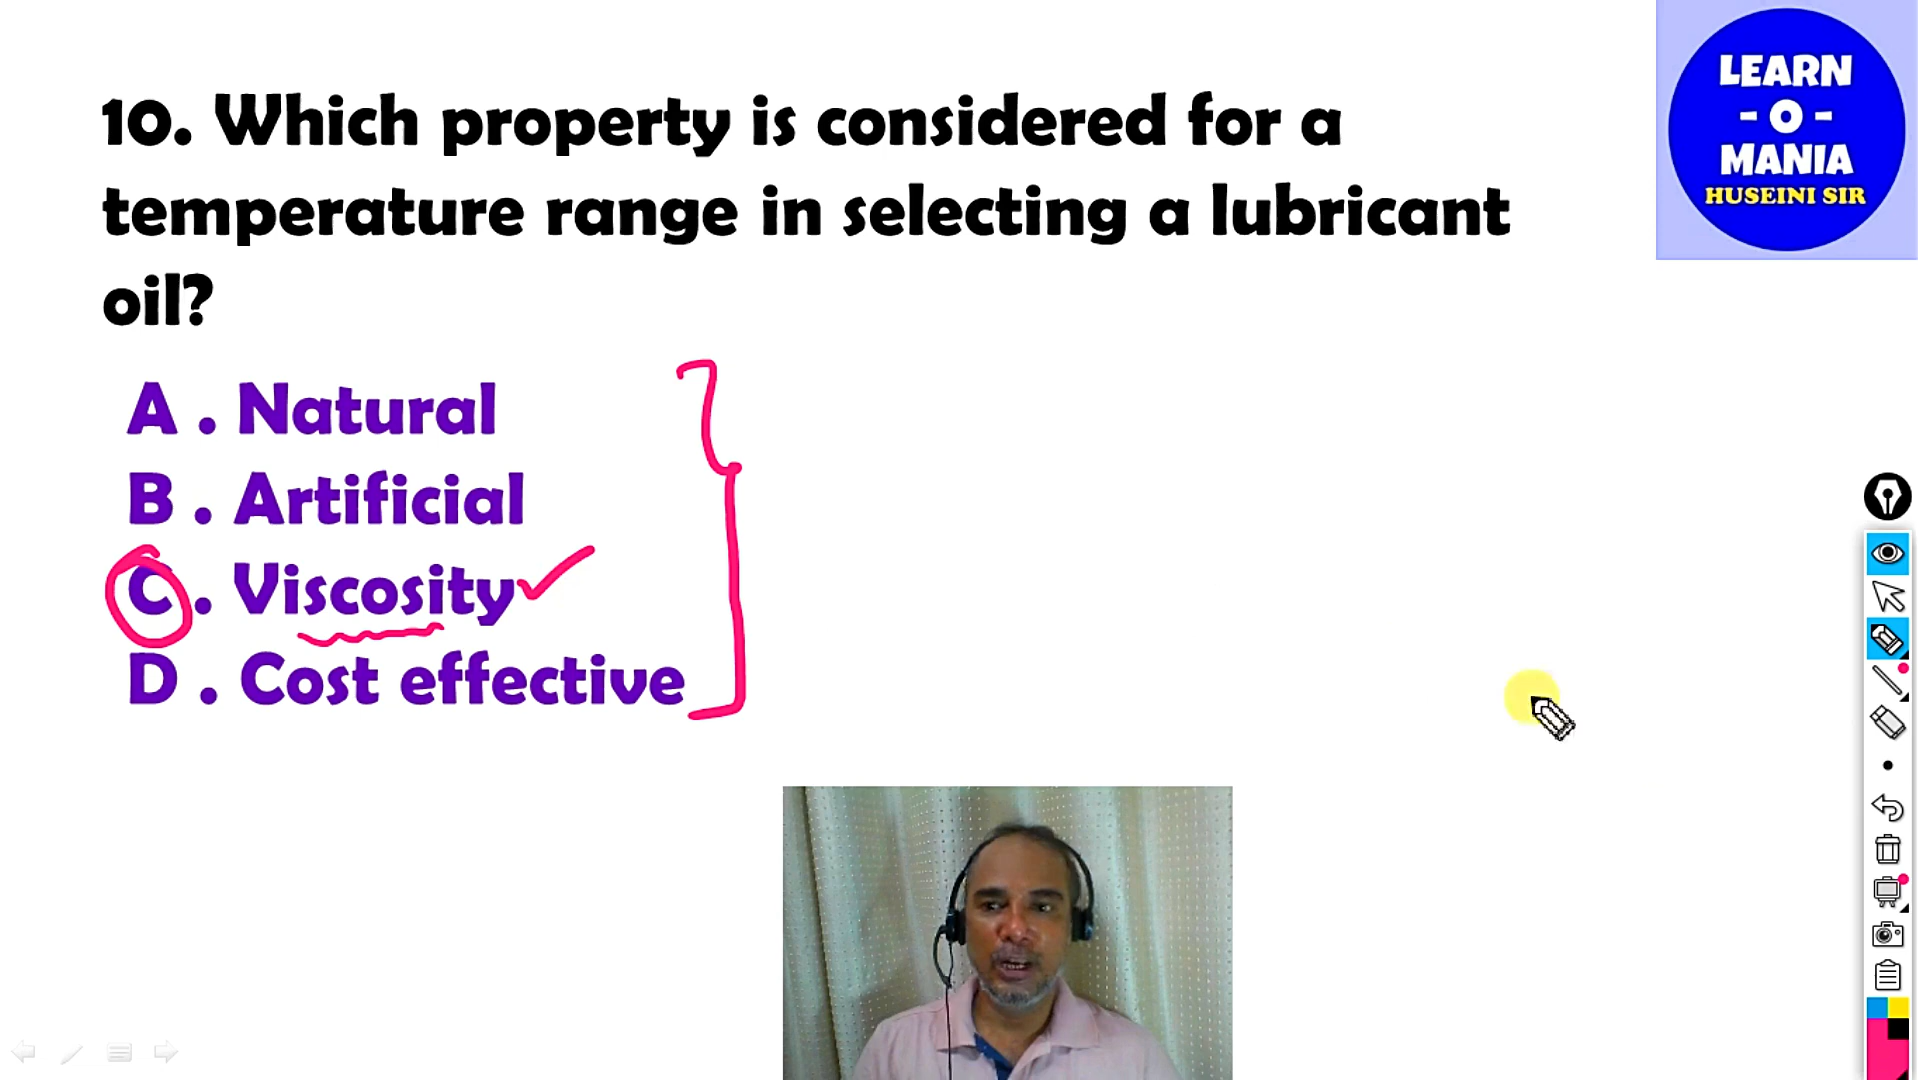 10. Which property is considered for a
temperature range in selecting a lubricant
oil?
A . Natural
B . Artificial
C . Viscosity
D . Cost effective
LEARN
- O -
MANIA
HUSEINI SIR